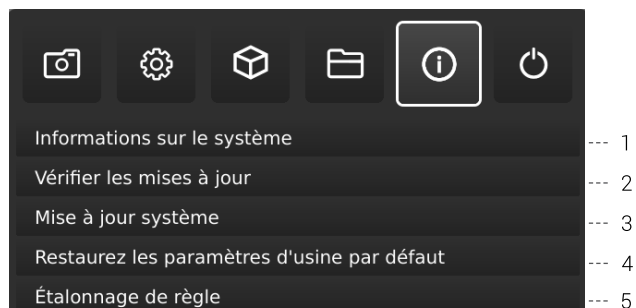 Informations sur le système --- 1
Vérifier les mises à jour --- 2
Mise à jour système --- 3
Restaurez les paramètres d'usine par défaut --- 4
Étalonnage de règle --- 5